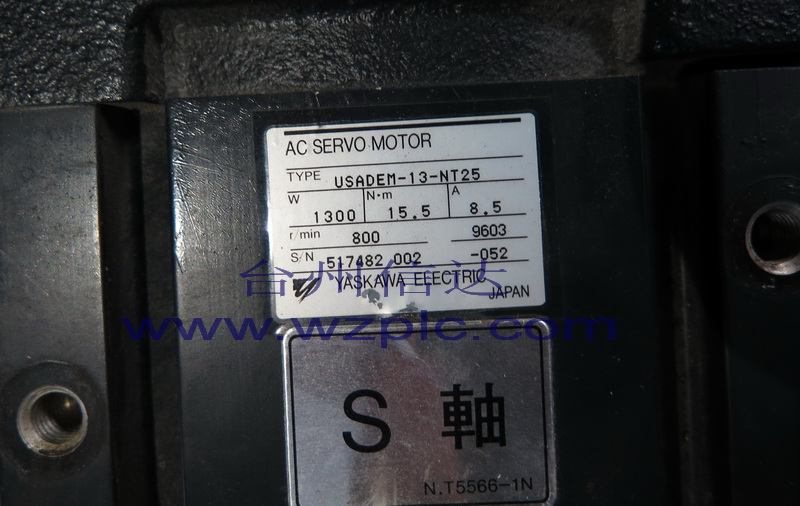 AC SERVO MOTOR
TYPE USADEM-13-NT25
W 1300 N·m 15.5 A 8.5
r/min 800 9603
S/N 517482 002 -052
YASKAWA ELECTRIC
JAPAN
台州信达
www.wzplc.com
S 軸
N.T5566-1N